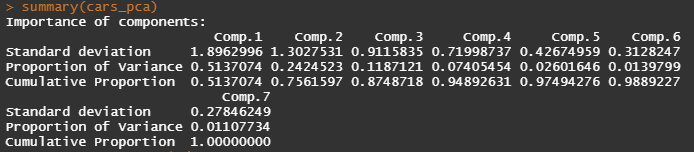 > summary(cars_pca)
Importance of components:
Comp.1 Comp.2 Comp.3 Comp.4 Comp.5 Comp.6
Standard deviation 1.8962996 1.3027531 0.9115835 0.71998737 0.42674959 0.3128247
Proportion of Variance 0.5137074 0.2424523 0.1187121 0.07405454 0.02601646 0.0139799
Cumulative Proportion 0.5137074 0.7561597 0.8748718 0.94892631 0.97494276 0.9889227
Comp.7
Standard deviation 0.27846249
Proportion of Variance 0.01107734
Cumulative Proportion 1.00000000